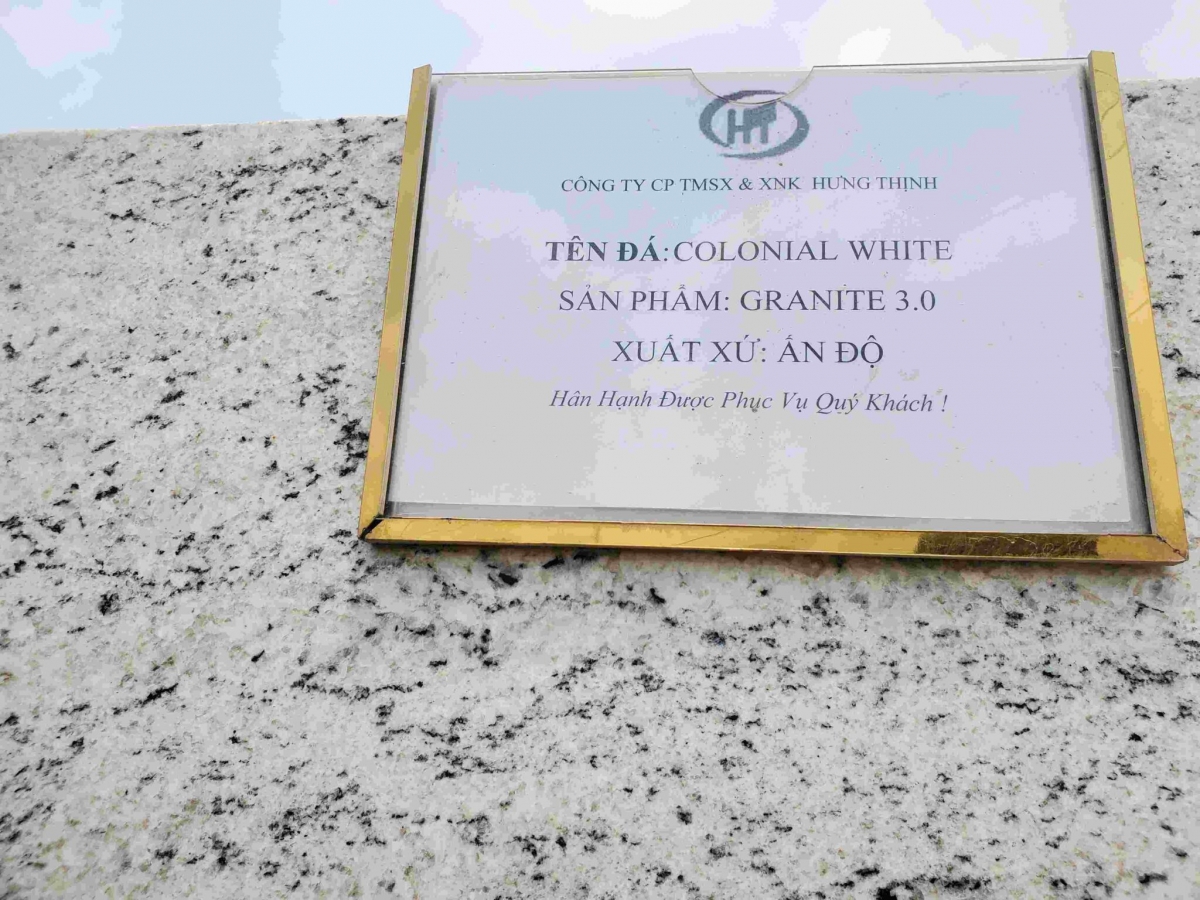 HT
CÔNG TY CP TMSX & XNK HƯNG THỊNH
TÊN ĐÁ:COLONIAL WHITE
SẢN PHẨM: GRANITE 3.0
XUẤT XỨ: ẤN ĐỘ
Hân Hạnh Được Phục Vụ Quý Khách !